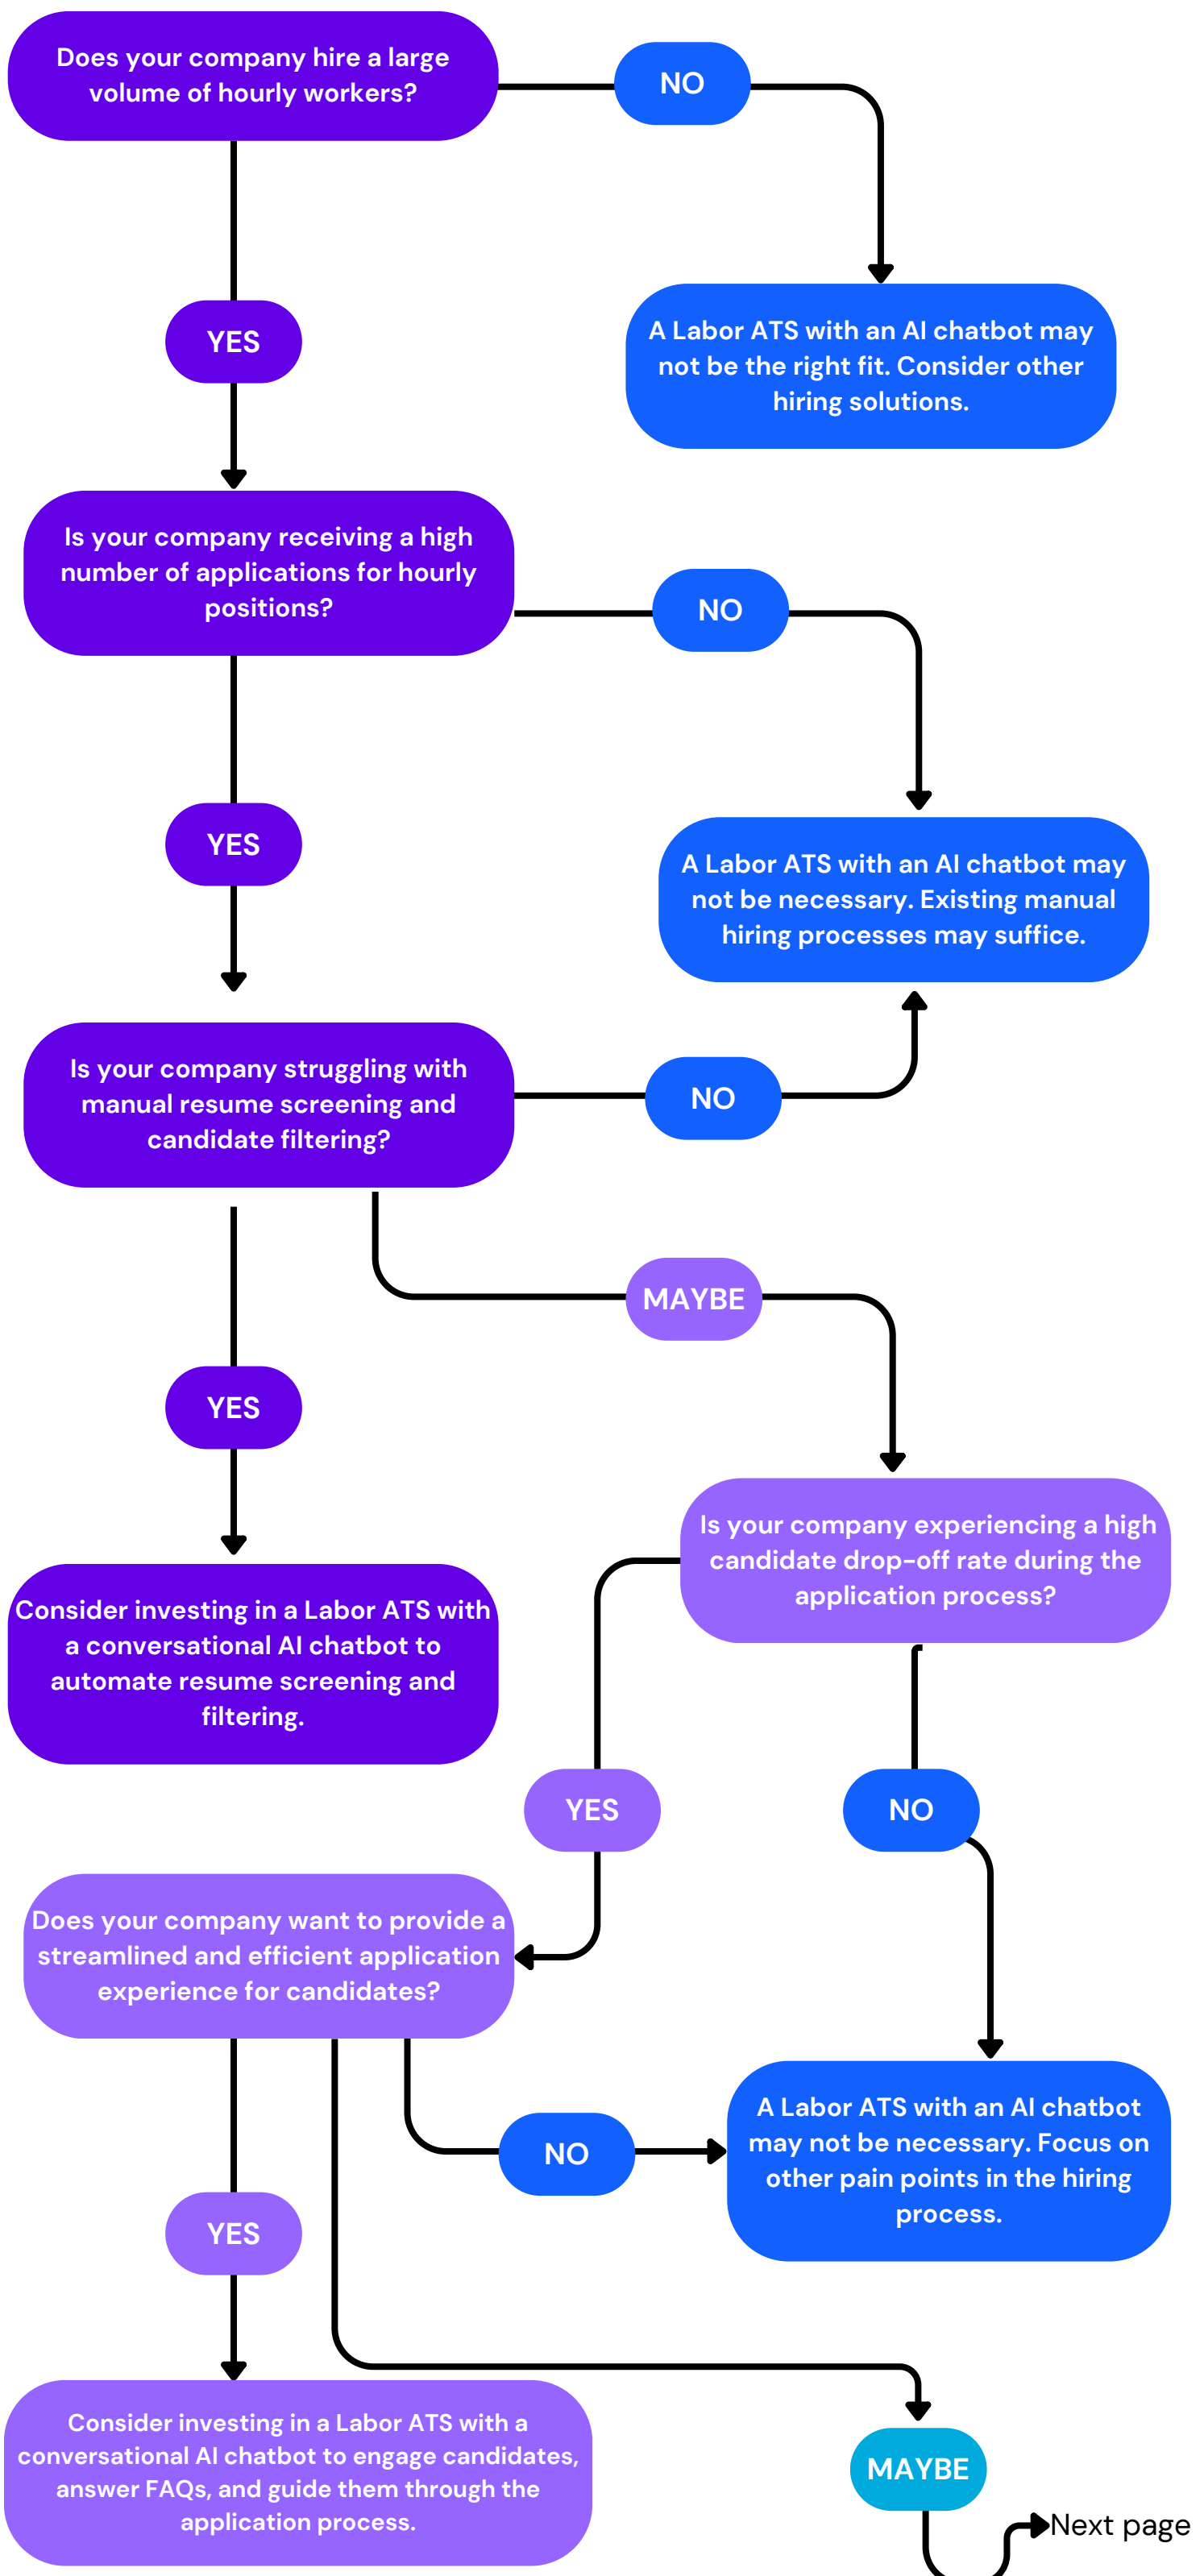 Does your company hire a large
volume of hourly workers?
NO
YES
A Labor ATS with an AI chatbot may
not be the right fit. Consider other
hiring solutions.
Is your company receiving a high
number of applications for hourly
positions?
NO
YES
A Labor ATS with an AI chatbot may
not be necessary. Existing manual
hiring processes may suffice.
Is your company struggling with
manual resume screening and
candidate filtering?
NO
MAYBE
YES
Is your company experiencing a high
candidate drop-off rate during the
application process?
Consider investing in a Labor ATS with
a conversational AI chatbot to
automate resume screening and
filtering.
YES
NO
Does your company want to provide a
streamlined and efficient application
experience for candidates?
A Labor ATS with an AI chatbot
may not be necessary. Focus on
other pain points in the hiring
process.
NO
YES
Consider investing in a Labor ATS with a
conversational AI chatbot to engage candidates,
answer FAQs, and guide them through the
application process.
MAYBE
Next page